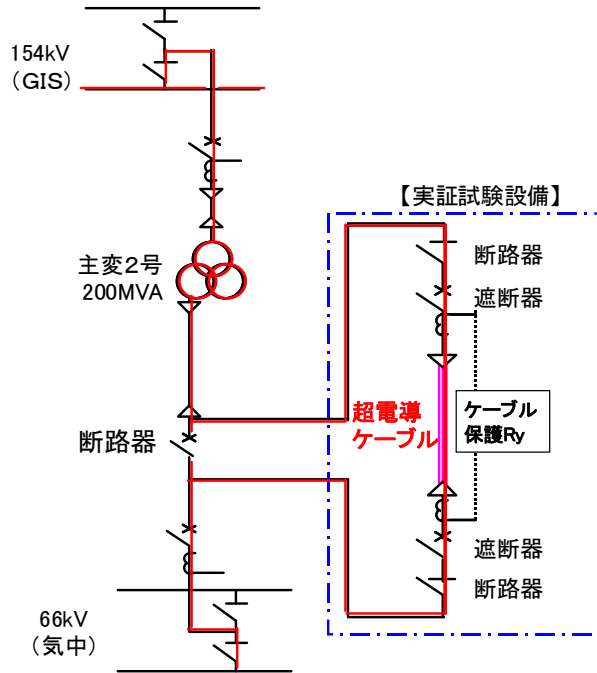 154kV
（GIS）
【実証試験設備】
断路器
主変２号
200MVA
遮断器
超電導
ケーブル
ケーブル
保護Ry
断路器
遮断器
断路器
66kV
（気中）